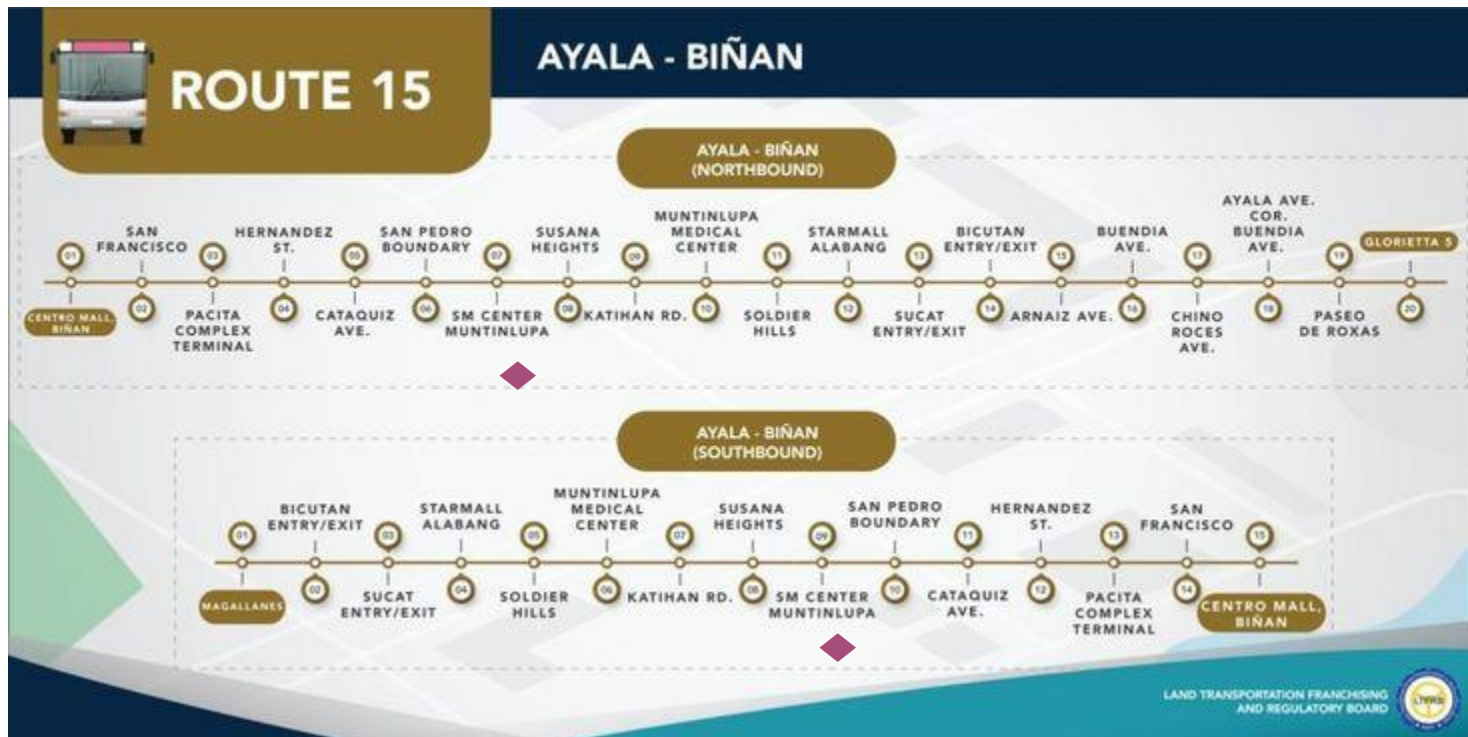 ROUTE 15
AYALA - BIÑAN
AYALA - BIÑAN
(NORTHBOUND)
01
CENTRO MALL,
BIÑAN
SAN
FRANCISCO
02
03
PACITA
COMPLEX
TERMINAL
HERNANDEZ
ST.
04
05
CATAQUIZ
AVE.
SAN PEDRO
BOUNDARY
06
07
SM CENTER
MUNTINLUPA
SUSANA
HEIGHTS
08
09
KATIHAN RD.
MUNTINLUPA
MEDICAL
CENTER
10
11
SOLDIER
HILLS
STARMALL
ALABANG
12
13
SUCAT
ENTRY/EXIT
BICUTAN
ENTRY/EXIT
14
15
ARNAIZ AVE.
BUENDIA
AVE.
16
17
CHINO
ROCES
AVE.
AYALA AVE.
COR.
BUENDIA
AVE.
18
19
PASEO
DE ROXAS
GLORIETTA 5
20
AYALA - BIÑAN
(SOUTHBOUND)
01
MAGALLANES
BICUTAN
ENTRY/EXIT
02
03
SUCAT
ENTRY/EXIT
STARMALL
ALABANG
04
05
SOLDIER
HILLS
MUNTINLUPA
MEDICAL
CENTER
06
07
KATIHAN RD.
SUSANA
HEIGHTS
08
09
SM CENTER
MUNTINLUPA
SAN PEDRO
BOUNDARY
10
11
CATAQUIZ
AVE.
HERNANDEZ
ST.
12
13
PACITA
COMPLEX
TERMINAL
SAN
FRANCISCO
14
15
CENTRO MALL,
BIÑAN
LAND TRANSPORTATION FRANCHISING
AND REGULATORY BOARD